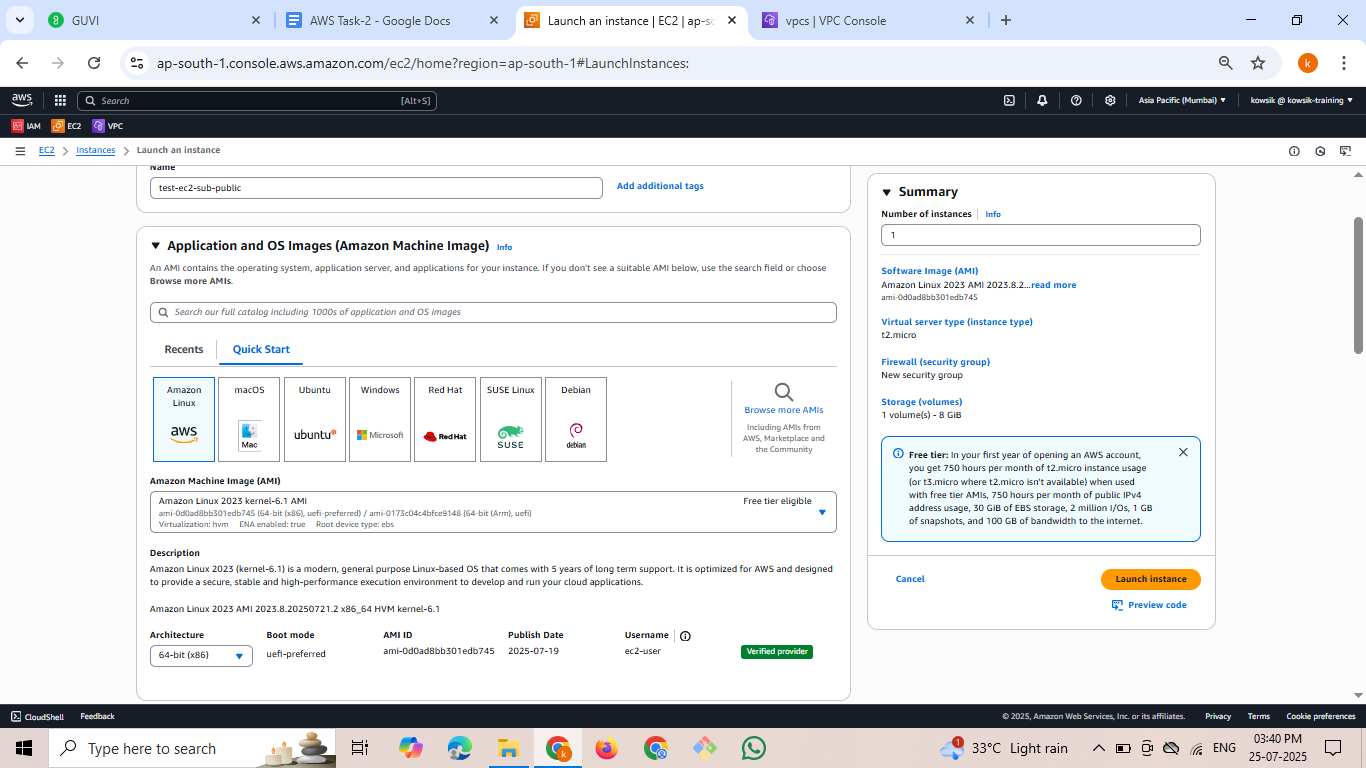 GUVI
AWS Task-2 - Google Docs
Launch an instance | EC2 | ap-so
vpcs | VPC Console
ap-south-1.console.aws.amazon.com/ec2/home?region=ap-south-1#LaunchInstances:
k
aws
Search
[Alt+S]
Asia Pacific (Mumbai)
kowsik @ kowsik-training
IAM
EC2
VPC
EC2
Instances
Launch an instance
Name
test-ec2-sub-public
Add additional tags
Application and OS Images (Amazon Machine Image)
Info
An AMI contains the operating system, application server, and applications for your instance. If you don't see a suitable AMI below, use the search field or choose
Browse more AMIs.
Search our full catalog including 1000s of application and OS images
Recents
Quick Start
Amazon
Linux
aws
macOS
Mac
Ubuntu
ubuntu
Windows
Microsoft
Red Hat
Red Hat
SUSE Linux
SUSE
Debian
debian
Browse more AMIs
Including AMIs from
AWS, Marketplace and
the Community
Amazon Machine Image (AMI)
Amazon Linux 2023 kernel-6.1 AMI
Free tier eligible
ami-0d0ad8bb301edb745 (64-bit (x86), uefi-preferred) / ami-0173c04c4bfce9148 (64-bit (Arm), uefi)
Virtualization: hvm ENA enabled: true Root device type: ebs
Description
Amazon Linux 2023 (kernel-6.1) is a modern, general purpose Linux-based OS that comes with 5 years of long term support. It is optimized for AWS and designed
to provide a secure, stable and high-performance execution environment to develop and run your cloud applications.
Amazon Linux 2023 AMI 2023.8.20250721.2 x86_64 HVM kernel-6.1
Architecture
64-bit (x86)
Boot mode
uefi-preferred
AMI ID
ami-0d0ad8bb301edb745
Publish Date
2025-07-19
Username
ec2-user
Verified provider
Summary
Number of instances
Info
1
Software Image (AMI)
Amazon Linux 2023 AMI 2023.8.2...read more
ami-0d0ad8bb301edb745
Virtual server type (instance type)
t2.micro
Firewall (security group)
New security group
Storage (volumes)
1 volume(s) - 8 GiB
Free tier: In your first year of opening an AWS account,
you get 750 hours per month of t2.micro instance usage
(or t3.micro where t2.micro isn't available) when used
with free tier AMIs, 750 hours per month of public IPv4
address usage, 30 GiB of EBS storage, 2 million I/Os, 1 GB
of snapshots, and 100 GB of bandwidth to the internet.
Cancel
Launch instance
Preview code
CloudShell
Feedback
© 2025, Amazon Web Services, Inc. or its affiliates.
Privacy
Terms
Cookie preferences
Type here to search
k
1
33°C Light rain
ENG
03:40 PM
25-07-2025